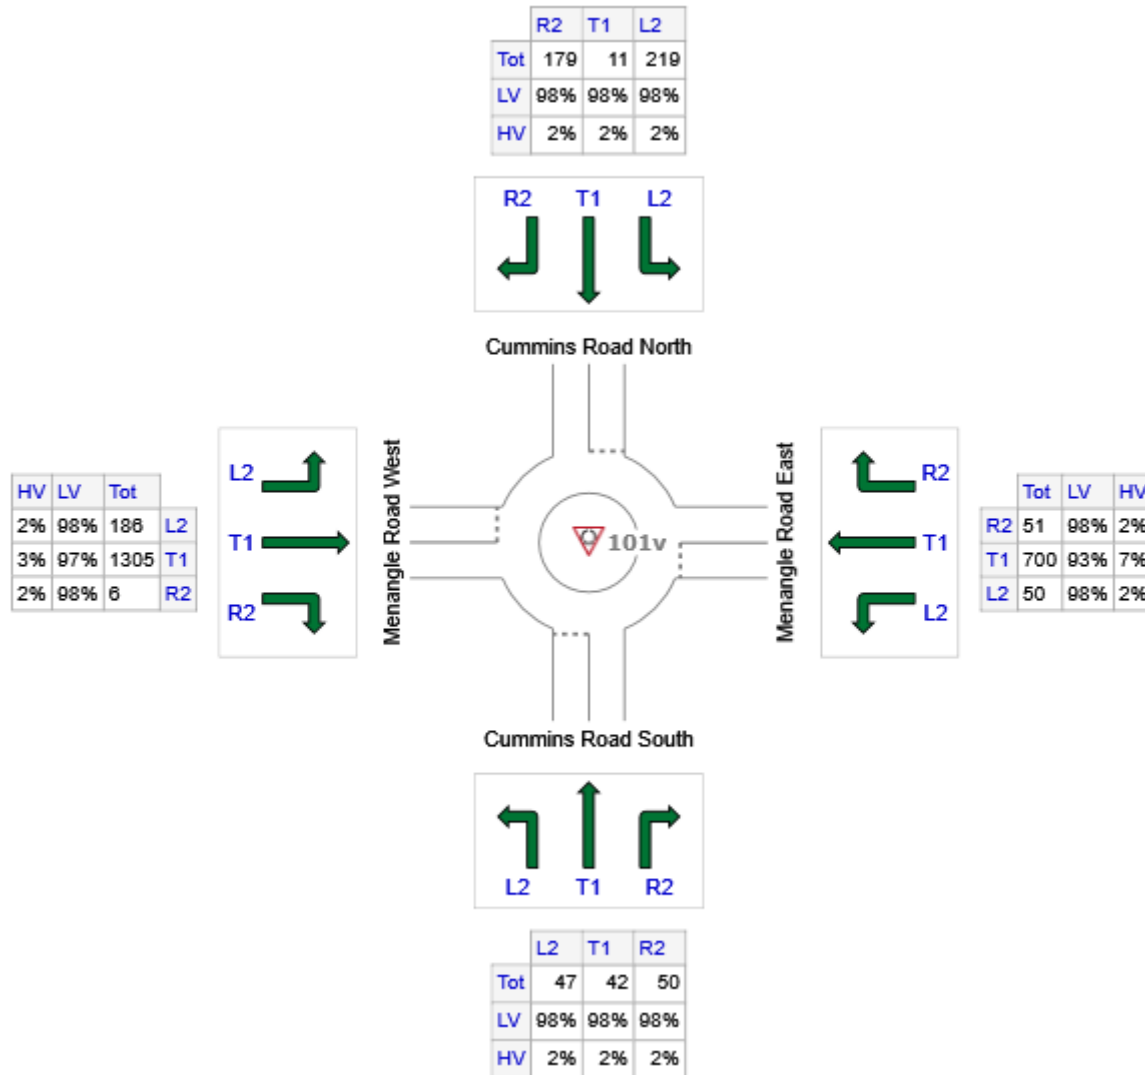 R2 T1 L2
Tot 179 11 219
LV 98% 98% 98%
HV 2% 2% 2%
R2 T1 L2
Cummins Road North
HV LV Tot
2% 98% 186 L2
3% 97% 1305 T1
2% 98% 6 R2
L2
T1
R2
Menangle Road West
101v
Menangle Road East
R2
T1
L2
Tot LV HV
R2 51 98% 2%
T1 700 93% 7%
L2 50 98% 2%
Cummins Road South
L2 T1 R2
L2 T1 R2
Tot 47 42 50
LV 98% 98% 98%
HV 2% 2% 2%